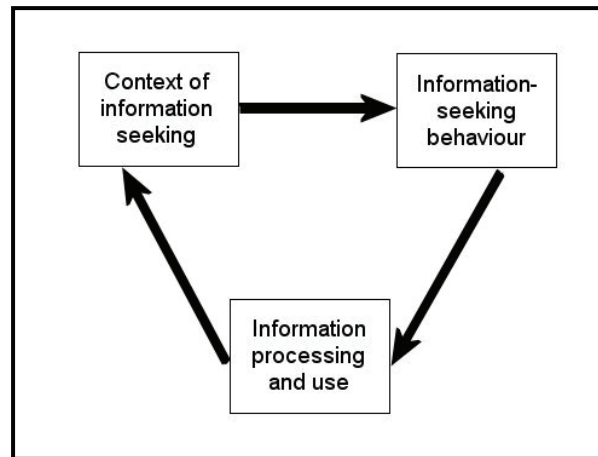 Context of
information
seeking
Information-
seeking
behaviour
Information
processing
and use